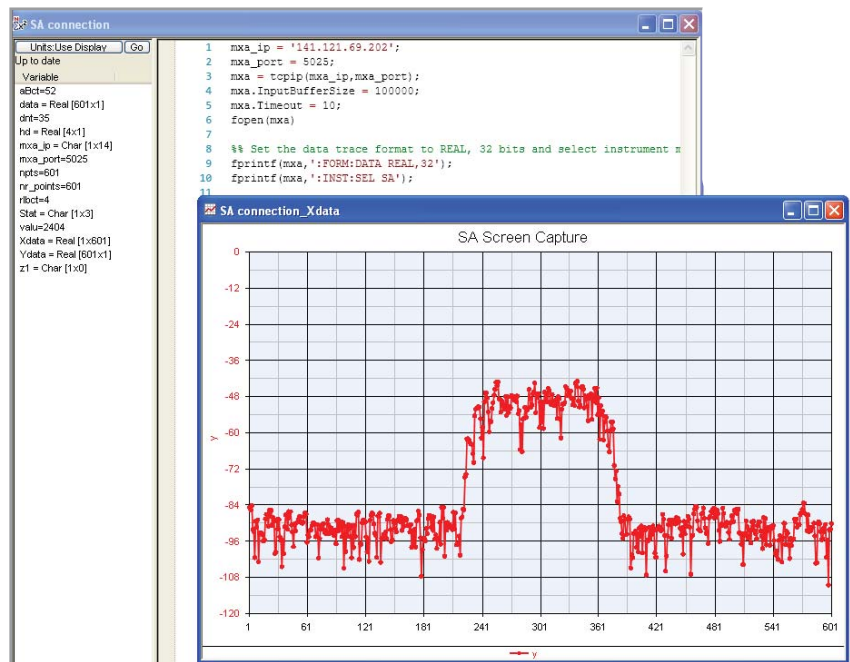 SA connection
Units:Use Display Go
Up to date
Variable
aBct=52
data = Real [601x1]
dnt=35
hd = Real [4x1]
mxa_ip = Char [1x14]
mxa_port=5025
npts=601
nr_points=601
rlbct=4
Stat = Char [1x3]
valu=2404
Xdata = Real [1x601]
Ydata = Real [601x1]
z1 = Char [1x0]
1 mxa_ip = '141.121.69.202';
2 mxa_port = 5025;
3 mxa = tcpip(mxa_ip,mxa_port);
4 mxa.InputBufferSize = 100000;
5 mxa.Timeout = 10;
6 fopen(mxa)
7
8 %% Set the data trace format to REAL, 32 bits and select instrument m
9 fprintf(mxa,':FORM:DATA REAL,32');
10 fprintf(mxa,':INST:SEL SA');
11
SA connection_Xdata
SA Screen Capture
0
-12
-24
-36
-48
-60
-72
-84
-96
-108
-120
y
1 61 121 181 241 301 361 421 481 541 601
y